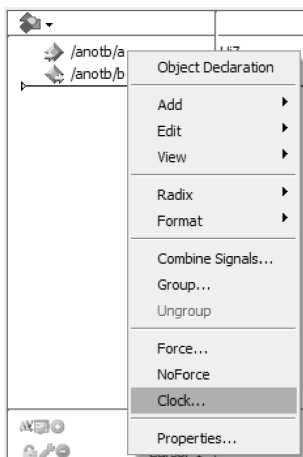 /anotb/a
/anotb/b
Object Declaration
Add
Edit
View
Radix
Format
Combine Signals...
Group...
Ungroup
Force...
NoForce
Clock...
Properties...